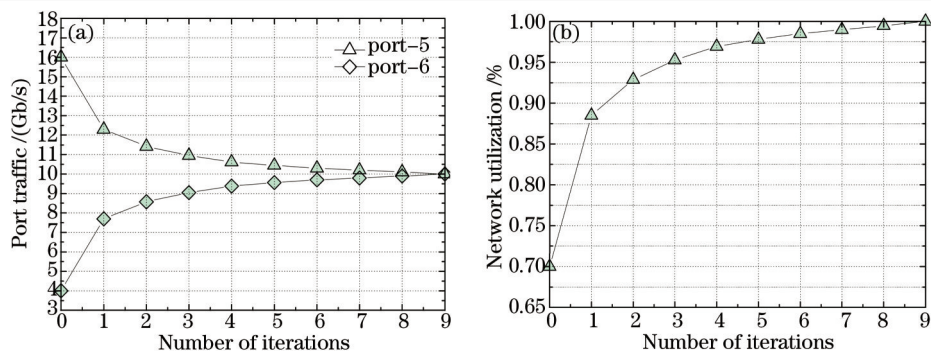 (a)
port-5
port-6
18
17
16
15
14
13
12
11
10
9
8
7
6
5
4
3
Port traffic /(Gb/s)
0 1 2 3 4 5 6 7 8 9
Number of iterations
(b)
1.00
0.95
0.90
0.85
0.80
0.75
0.70
0.65
Network utilization /%
0 1 2 3 4 5 6 7 8 9
Number of iterations